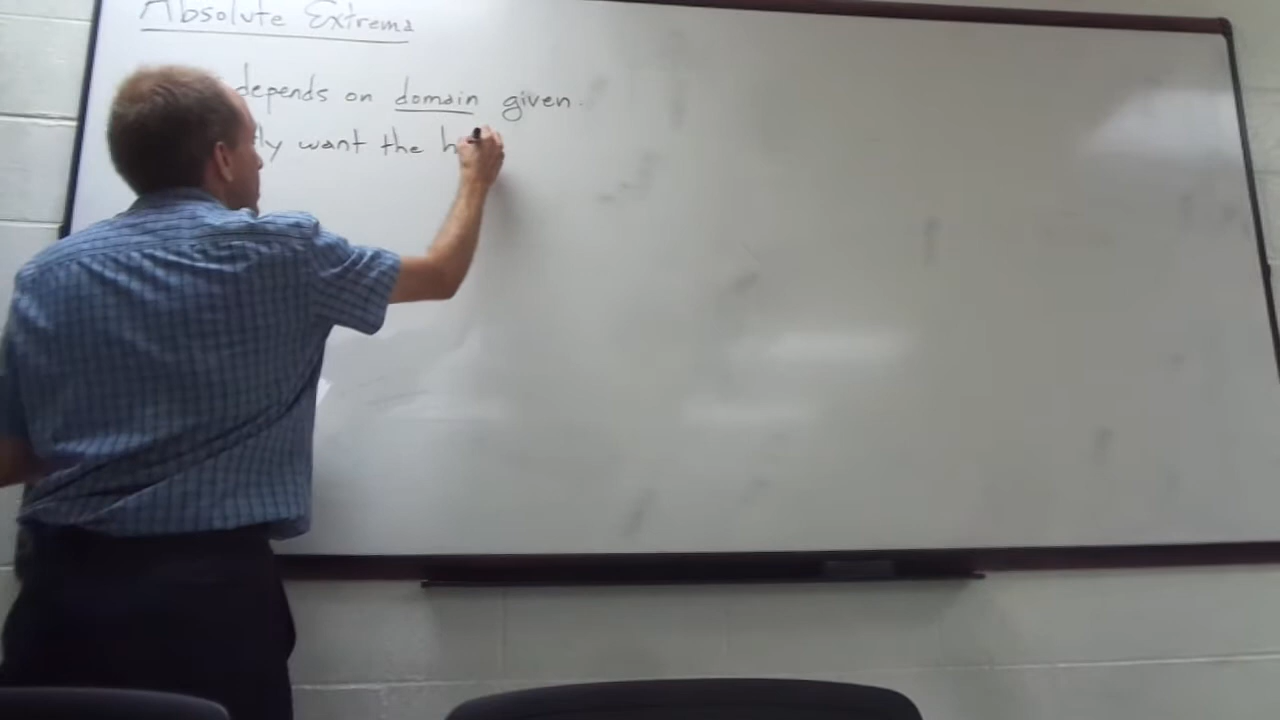 Absolute Extrema
depends on domain given.
want the h